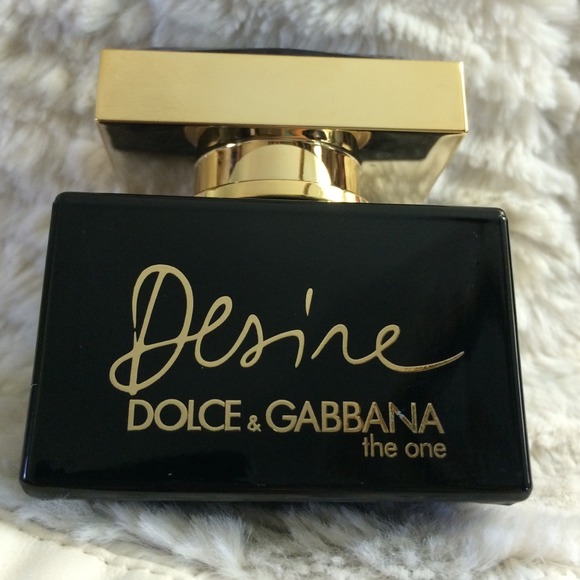 Desire
DOLCE & GABBANA
the one